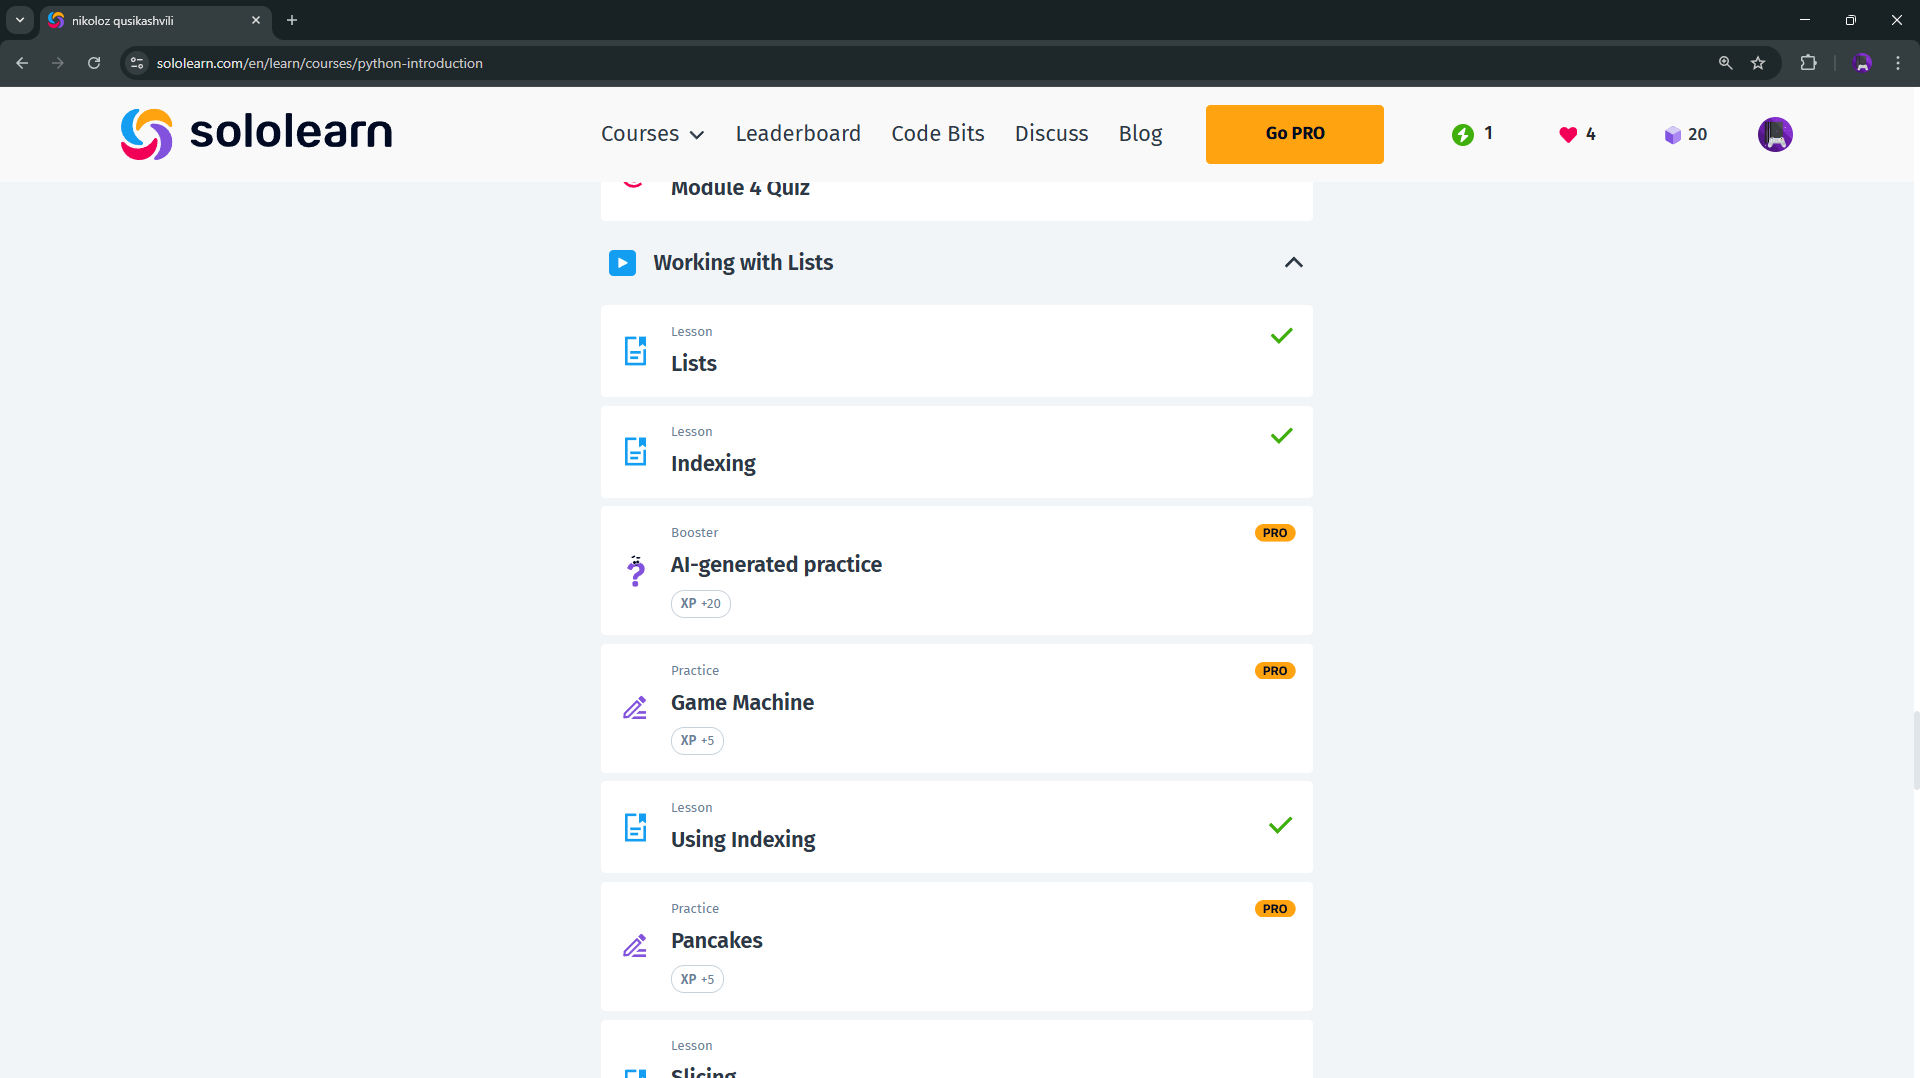 nikoloz qusikashvili
sololearn.com/en/learn/courses/python-introduction
sololearn
Courses
Leaderboard
Code Bits
Discuss
Blog
Go PRO
1
4
20
Module 4 Quiz
Working with Lists
Lesson
Lists
Lesson
Indexing
Booster
PRO
AI-generated practice
XP +20
Practice
PRO
Game Machine
XP +5
Lesson
Using Indexing
Practice
PRO
Pancakes
XP +5
Lesson
Slicing